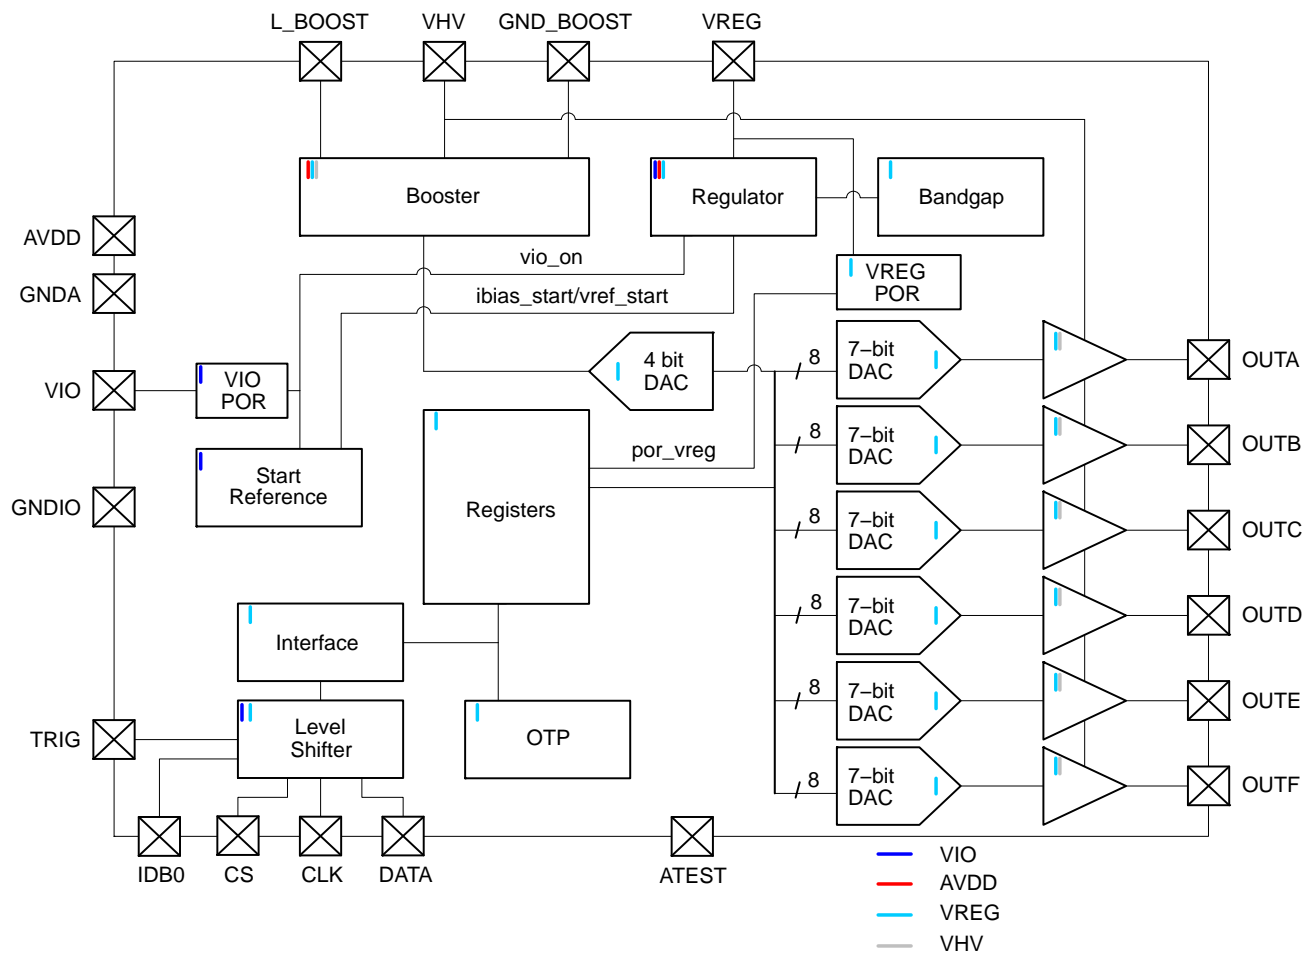 L_BOOST VHV GND_BOOST VREG
Booster
Regulator
Bandgap
AVDD
vio_on
GNDA
ibias_start/vref_start
VREG
POR
VIO
VIO
POR
4 bit
DAC
8
7–bit
DAC
OUTA
Start
Reference
Registers
por_vreg
8
7–bit
DAC
OUTB
GNDIO
8
7–bit
DAC
OUTC
Interface
8
7–bit
DAC
OUTD
TRIG
Level
Shifter
OTP
8
7–bit
DAC
OUTE
8
7–bit
DAC
OUTF
IDB0 CS CLK DATA ATEST
VIO
AVDD
VREG
VHV